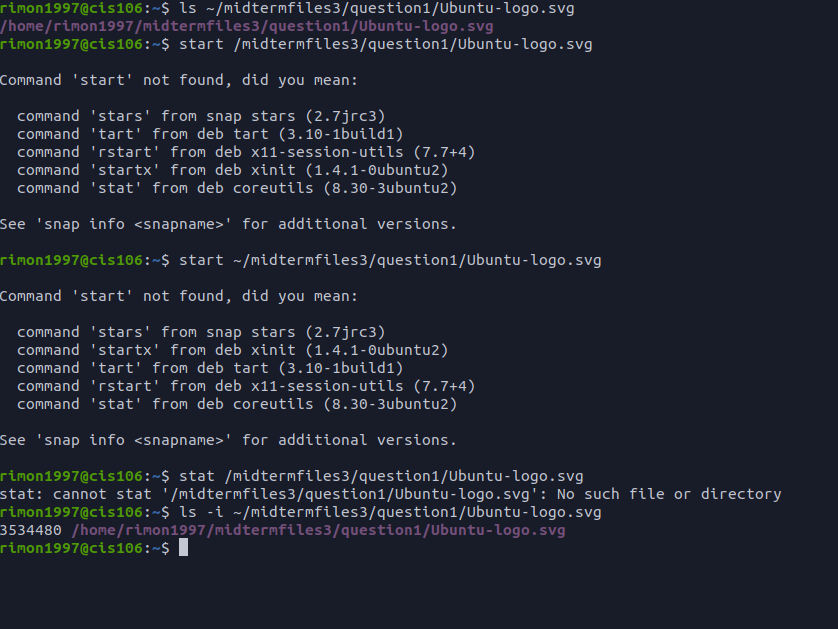 rimon1997@cis106:~$ ls ~/midtermfiles3/question1/Ubuntu-logo.svg
/home/rimon1997/midtermfiles3/question1/Ubuntu-logo.svg
rimon1997@cis106:~$ start /midtermfiles3/question1/Ubuntu-logo.svg
Command 'start' not found, did you mean:
command 'stars' from snap stars (2.7jrc3)
command 'tart' from deb tart (3.10-1build1)
command 'rstart' from deb x11-session-utils (7.7+4)
command 'startx' from deb xinit (1.4.1-0ubuntu2)
command 'stat' from deb coreutils (8.30-3ubuntu2)
See 'snap info <snapname>' for additional versions.
rimon1997@cis106:~$ start ~/midtermfiles3/question1/Ubuntu-logo.svg
Command 'start' not found, did you mean:
command 'stars' from snap stars (2.7jrc3)
command 'startx' from deb xinit (1.4.1-0ubuntu2)
command 'tart' from deb tart (3.10-1build1)
command 'rstart' from deb x11-session-utils (7.7+4)
command 'stat' from deb coreutils (8.30-3ubuntu2)
See 'snap info <snapname>' for additional versions.
rimon1997@cis106:~$ stat /midtermfiles3/question1/Ubuntu-logo.svg
stat: cannot stat '/midtermfiles3/question1/Ubuntu-logo.svg': No such file or directory
rimon1997@cis106:~$ ls -i ~/midtermfiles3/question1/Ubuntu-logo.svg
3534480 /home/rimon1997/midtermfiles3/question1/Ubuntu-logo.svg
rimon1997@cis106:~$